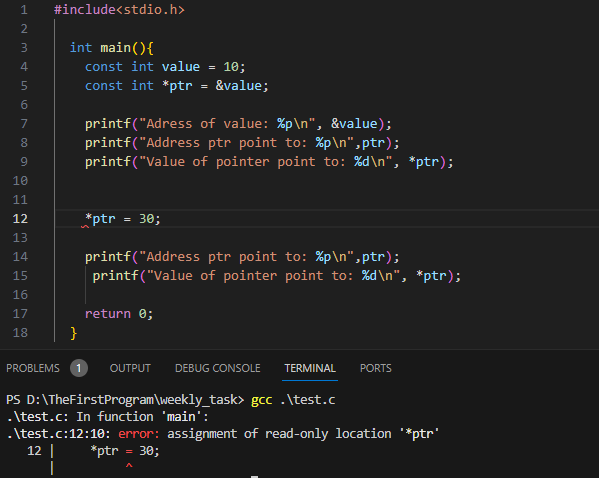 1 #include<stdio.h>
2
3 int main(){
4 const int value = 10;
5 const int *ptr = &value;
6
7 printf("Adress of value: %p\n", &value);
8 printf("Address ptr point to: %p\n",ptr);
9 printf("Value of pointer point to: %d\n", *ptr);
10
11
12 *ptr = 30;
13
14 printf("Address ptr point to: %p\n",ptr);
15 printf("Value of pointer point to: %d\n", *ptr);
16
17 return 0;
18 }
PROBLEMS 1 OUTPUT DEBUG CONSOLE TERMINAL PORTS
PS D:\TheFirstProgram\weekly_task> gcc .\test.c
.\test.c: In function 'main':
.\test.c:12:10: error: assignment of read-only location '*ptr'
12 | *ptr = 30;
| ^